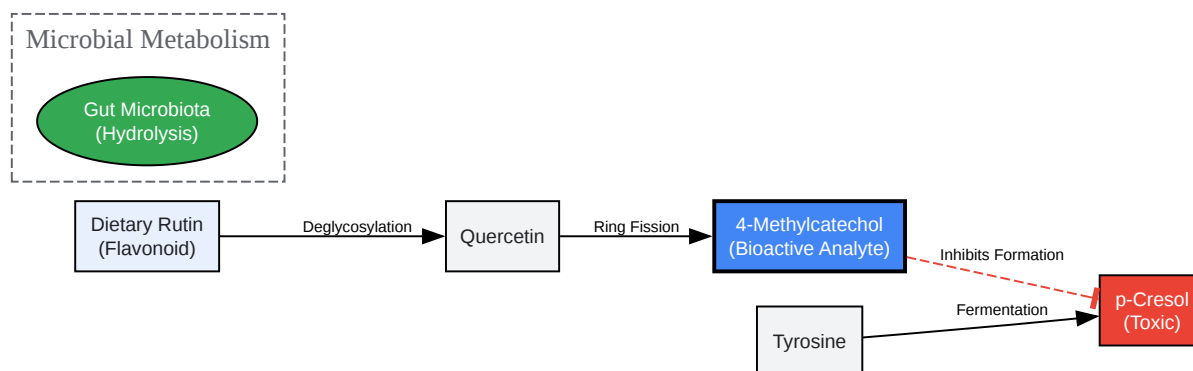 Microbial Metabolism
Gut Microbiota
(Hydrolysis)
Dietary Rutin
(Flavonoid)
Deglycosylation
Quercetin
Ring Fission
4-Methylcatechol
(Bioactive Analyte)
Inhibits Formation
p-Cresol
(Toxic)
Fermentation
Tyrosine